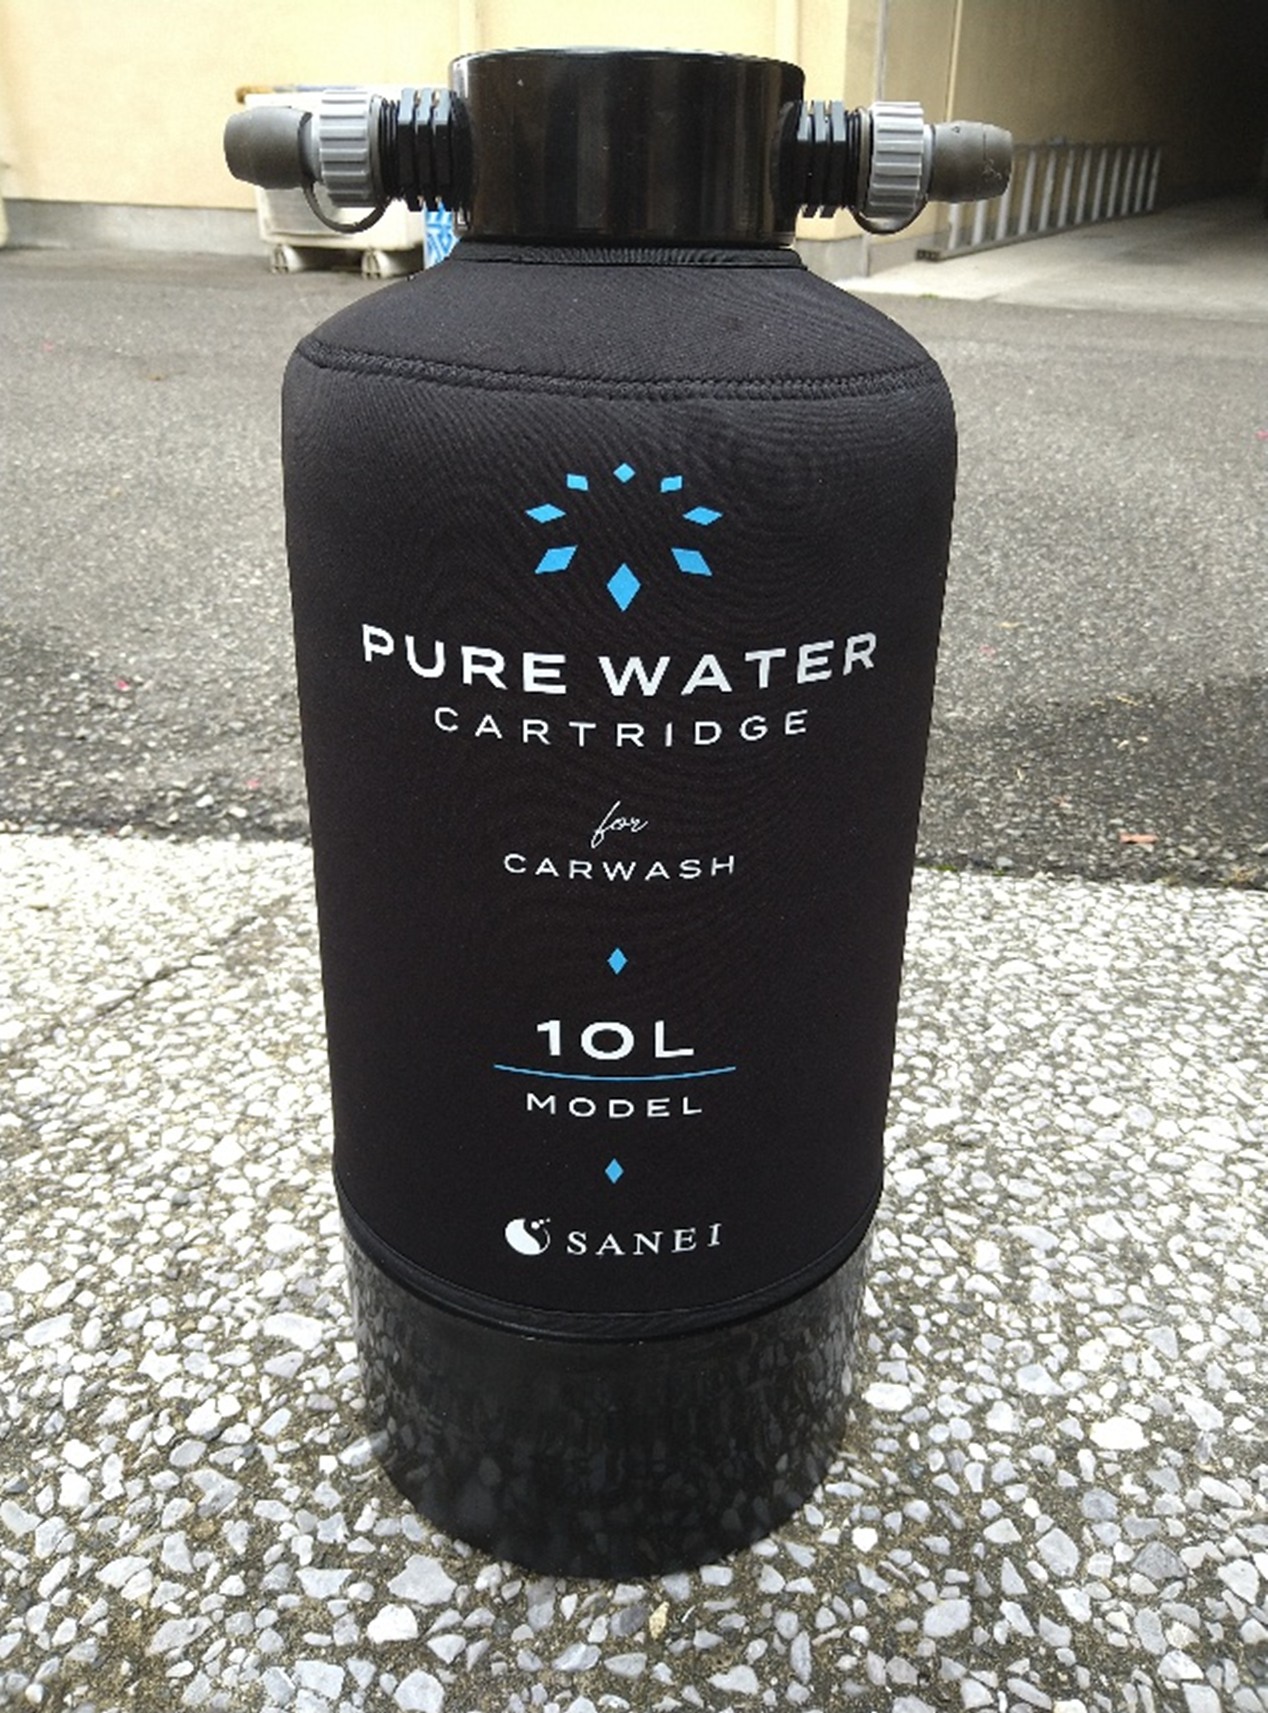 PURE WATER
CARTRIDGE
for
CARWASH
10L
MODEL
SANEI